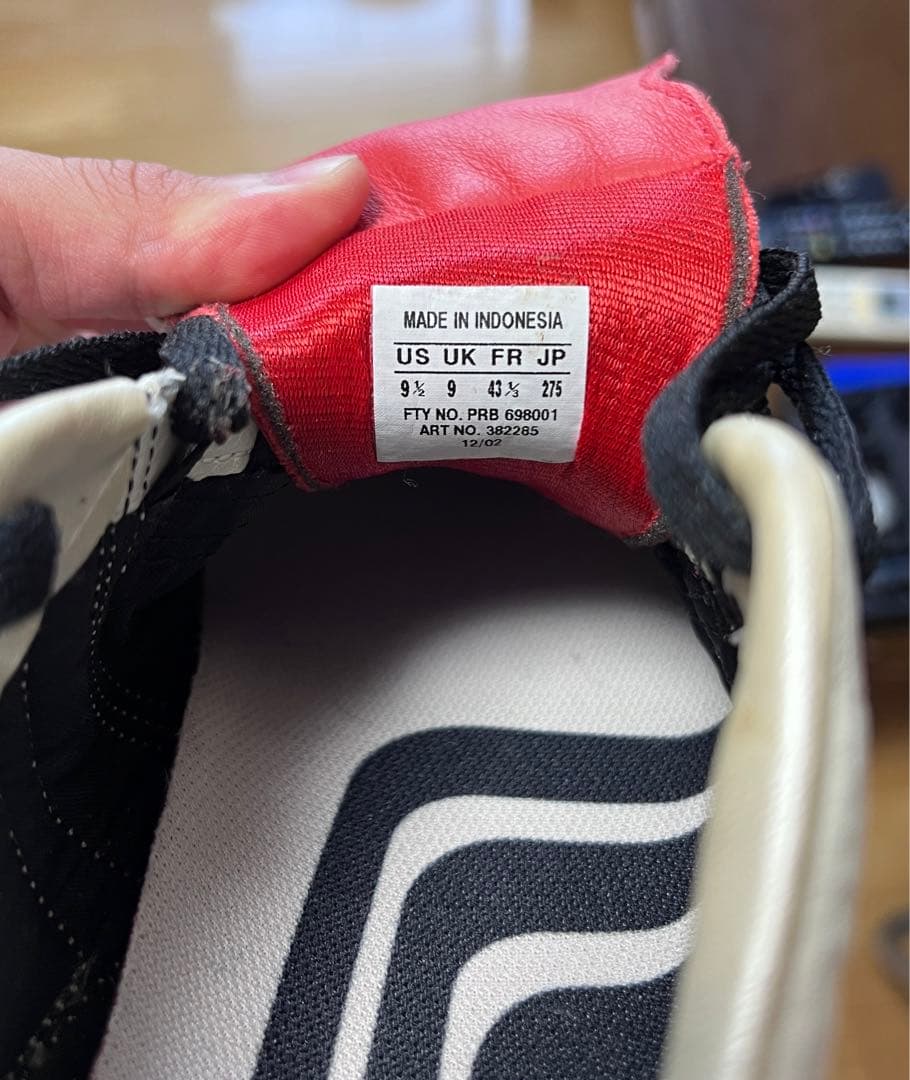 MADE IN INDONESIA
US UK FR JP
9½ 9 43⅓ 275
FTY NO. PRB 698001
ART NO. 382285
12/02